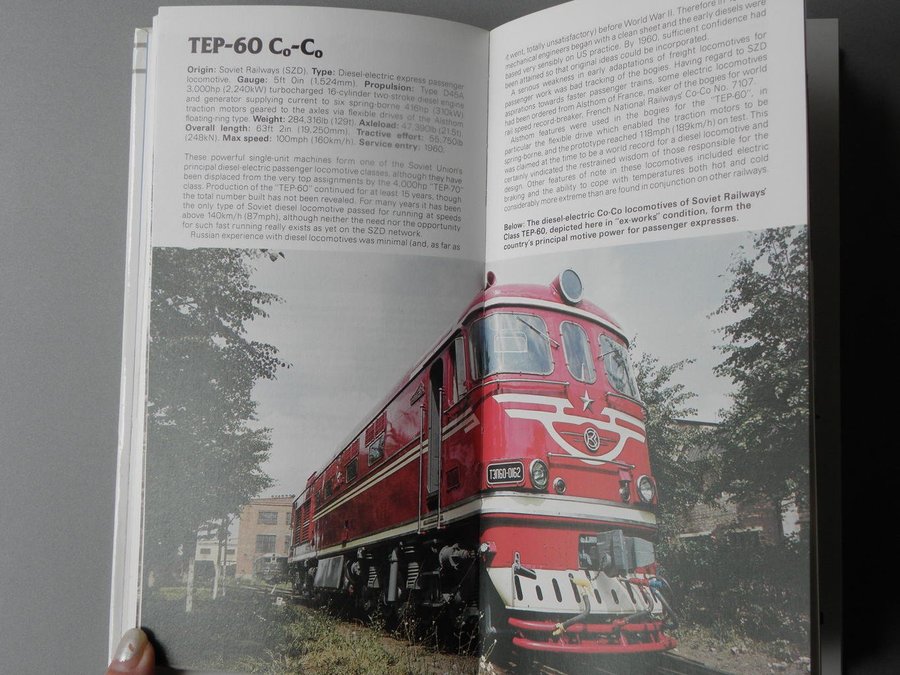 TEP-60 Co-Co
Origin: Soviet Railways (SZD). Type: Diesel-electric express passenger
locomotive. Gauge: 5ft 0in (1,524mm). Propulsion: Type D45A
3,000hp (2,240kW) turbocharged 16-cylinder two-stroke diesel engine
and generator supplying current to six spring-borne 416hp (310kW)
traction motors geared to the axles via flexible drives of the Alsthom
floating-ring type. Weight: 284,316lb (129t). Axleload: 47,390lb (21.5t).
Overall length: 63ft 2in (19,250mm). Tractive effort: 55,750lb
(248kN). Max speed: 100mph (160km/h). Service entry: 1960.
These powerful single-unit machines form one of the Soviet Union's
principal diesel-electric passenger locomotive classes, although they have
been displaced from the very top assignments by the 4,000hp "TEP-70"
class. Production of the "TEP-60" continued for at least 15 years, though
the total number built has not been revealed. For many years it has been
the only type of Soviet diesel locomotive passed for running at speeds
above 140km/h (87mph), although neither the need nor the opportunity
for such fast running really exists as yet on the SZD network.
Russian experience with diesel locomotives was minimal (and, as far as
it went, totally unsatisfactory) before World War II. Therefore in
mechanical engineers began with a clean sheet and the early diesels were
based very sensibly on US practice. By 1960, sufficient confidence had
been attained so that original ideas could be incorporated.
A serious weakness in early adaptations of freight locomotives for
passenger work was bad tracking of the bogies. Having regard to SZD
aspirations towards faster passenger trains, some electric locomotives
had been ordered from Alsthom of France, maker of the bogies for world
rail speed record-breaker, French National Railways' Co-Co No. 7107.
Alsthom features were used in the bogies for the "TEP-60", in
particular the flexible drive which enabled the traction motors to be
spring-borne, and the prototype reached 118mph (189km/h) on test. This
was claimed at the time to be a world record for a diesel locomotive and
certainly vindicated the restrained wisdom of those responsible for the
design. Other features of note in these locomotives included electric
braking and the ability to cope with temperatures both hot and cold
considerably more extreme than are found in conjunction on other railways.
Below: The diesel-electric Co-Co locomotives of Soviet Railways'
Class TEP-60, depicted here in "ex-works" condition, form the
country's principal motive power for passenger expresses.
ТЭП60-0162